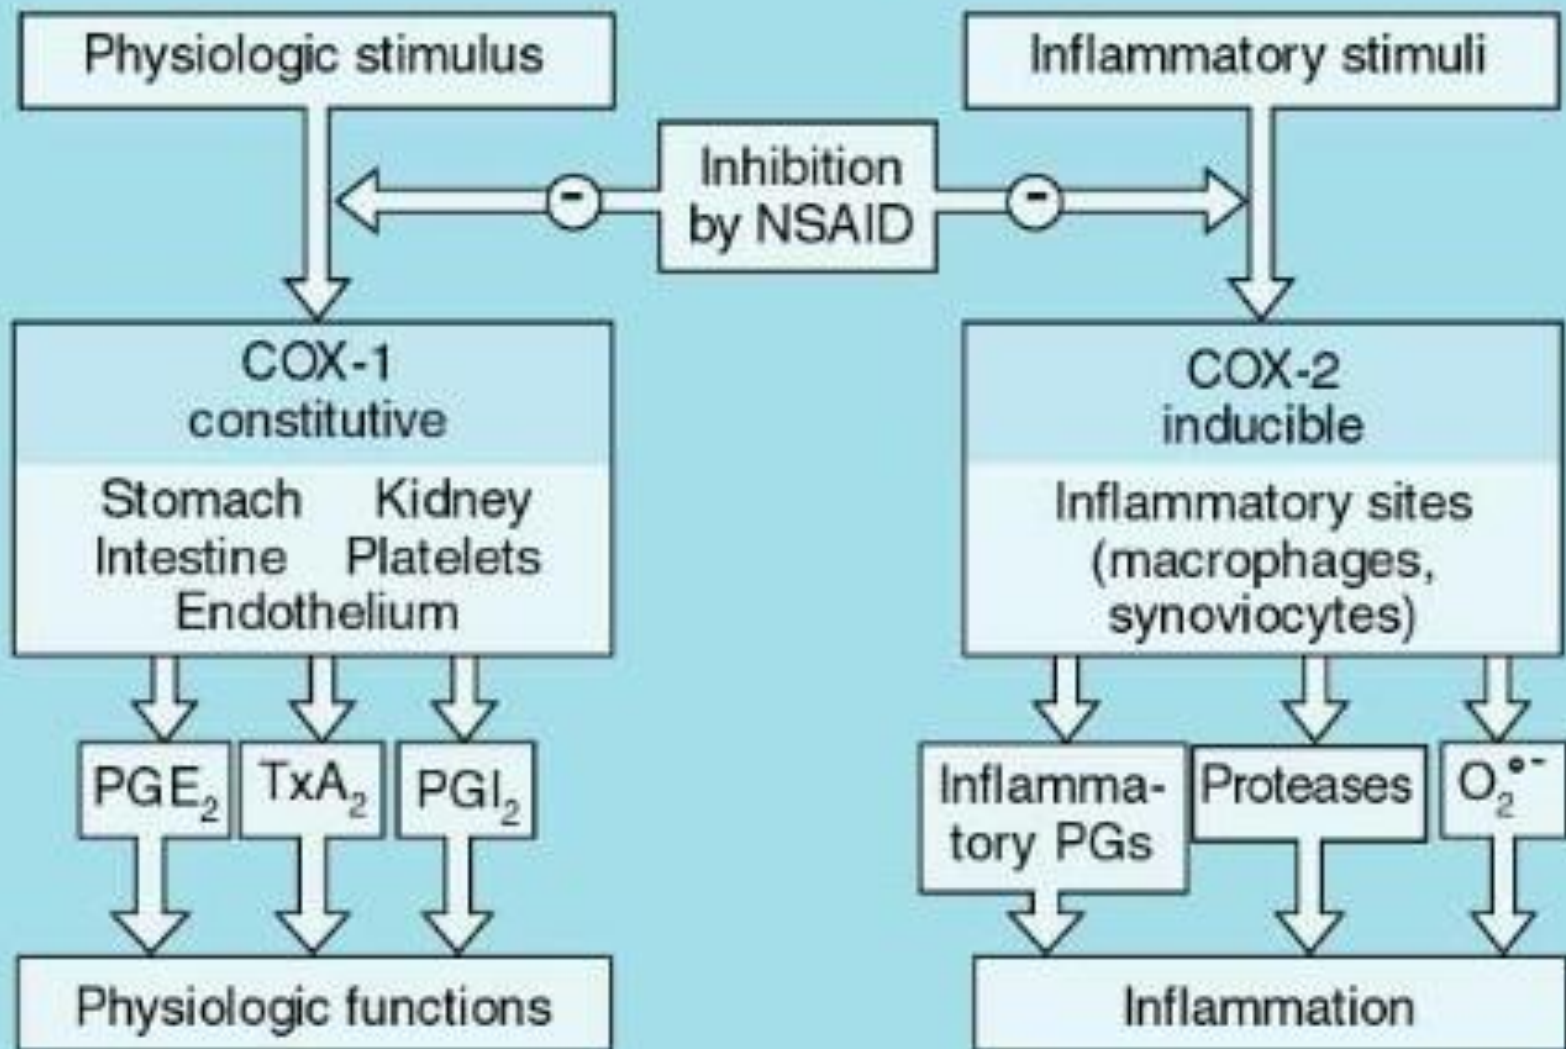 Physiologic stimulus
Inflammatory stimuli
Inhibition
by NSAID
-
-
COX-1
constitutive
Stomach Kidney
Intestine Platelets
Endothelium
COX-2
inducible
Inflammatory sites
(macrophages,
synoviocytes)
PGE₂
TxA₂
PGI₂
Inflamma-
tory PGs
Proteases
O₂•-
Physiologic functions
Inflammation